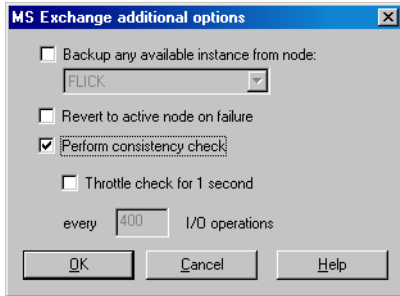 MS Exchange additional options
Backup any available instance from node:
FLICK
Revert to active node on failure
Perform consistency check
Throttle check for 1 second
every 400 I/O operations
OK Cancel Help